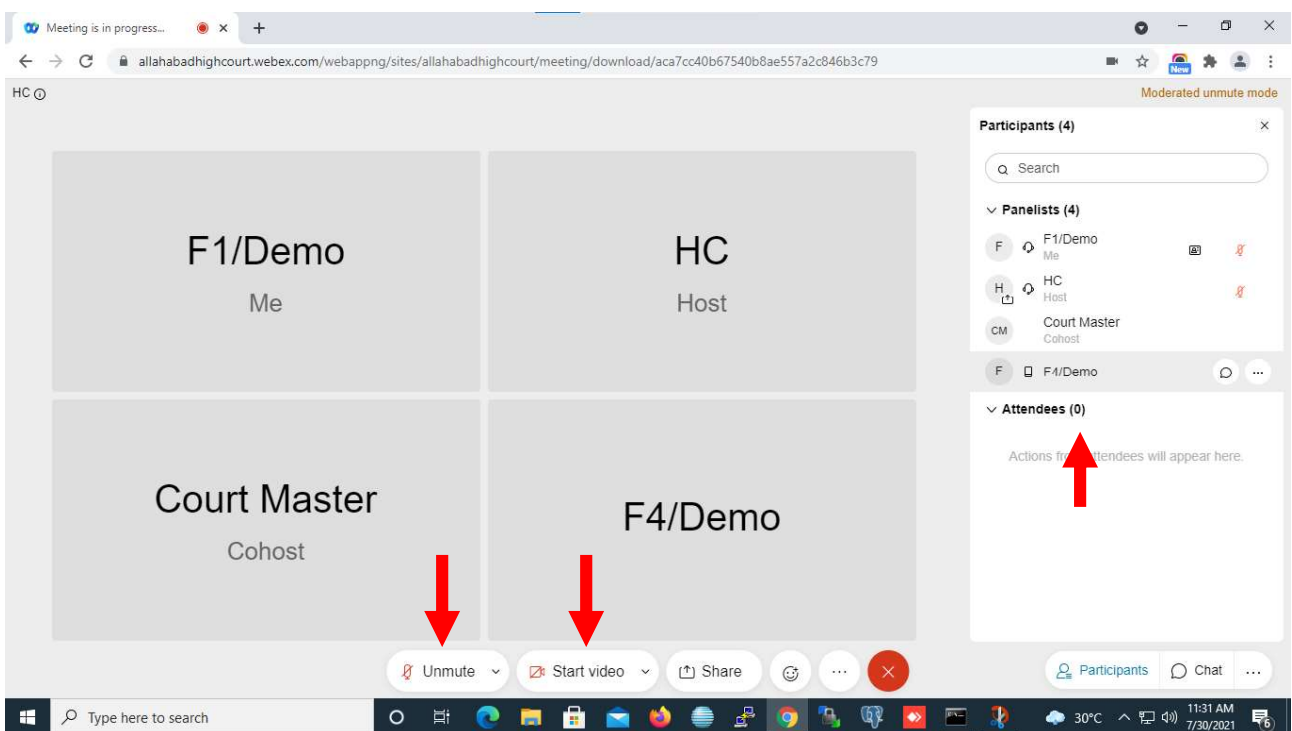 Meeting is in progress...
allahabadhighcourt.webex.com/webappng/sites/allahabadhighcourt/meeting/download/aca7cc40b67540b8ae557a2c846b3c79
New
HC
Moderated unmute mode
F1/Demo
Me
HC
Host
Court Master
Cohost
F4/Demo
Participants (4)
Search
Panelists (4)
F
F1/Demo
Me
H
HC
Host
CM
Court Master
Cohost
F
F4/Demo
Attendees (0)
Actions from attendees will appear here.
Unmute
Start video
Share
Participants
Chat
Type here to search
30°C
11:31 AM
7/30/2021
6